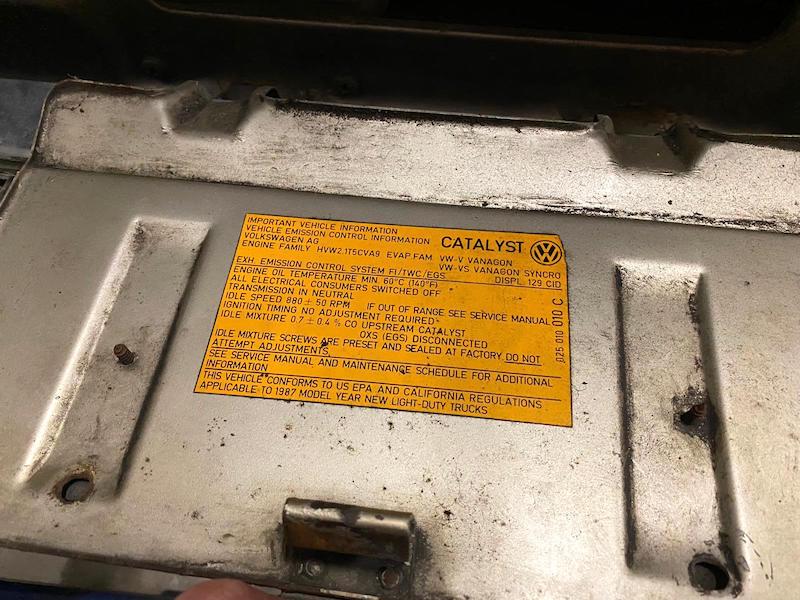 IMPORTANT VEHICLE INFORMATION
VEHICLE EMISSION CONTROL INFORMATION
VOLKSWAGEN AG
CATALYST
ENGINE FAMILY HVW2.1T5CVA9 EVAP.FAM VW-V VANAGON
VW-VS VANAGON SYNCRO
EXH. EMISSION CONTROL SYSTEM FI/TWC/EGS DISPL. 129 CID
ENGINE OIL TEMPERATURE MIN 60°C (140°F)
ALL ELECTRICAL CONSUMERS SWITCHED OFF
TRANSMISSION IN NEUTRAL
IDLE SPEED 880 ± 50 RPM IF OUT OF RANGE SEE SERVICE MANUAL
IGNITION TIMING NO ADJUSTMENT REQUIRED
IDLE MIXTURE 0.7 ± 0.4 % CO UPSTREAM CATALYST
OXS (EGS) DISCONNECTED
IDLE MIXTURE SCREWS ARE PRESET AND SEALED AT FACTORY DO NOT
ATTEMPT ADJUSTMENTS
SEE SERVICE MANUAL AND MAINTENANCE SCHEDULE FOR ADDITIONAL
INFORMATION
THIS VEHICLE CONFORMS TO US EPA AND CALIFORNIA REGULATIONS
APPLICABLE TO 1987 MODEL YEAR NEW LIGHT-DUTY TRUCKS
010 010 C